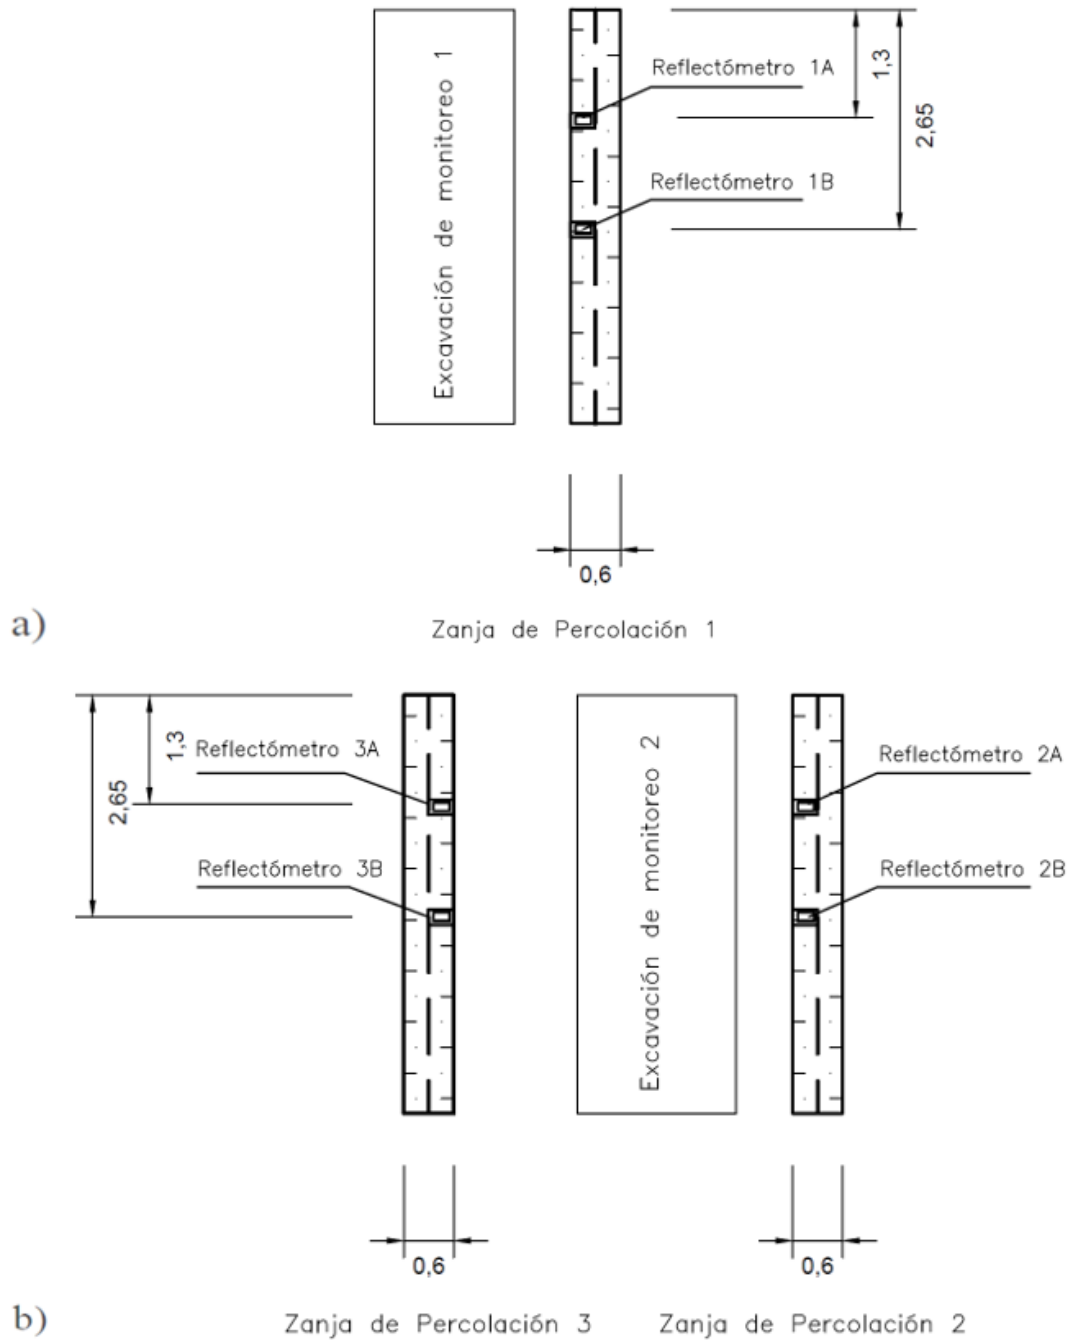 Excavación de monitoreo 1
Reflectómetro 1A
1,3
2,65
Reflectómetro 1B
0,6
a)
Zanja de Percolación 1
2,65
1,3
Reflectómetro 3A
Reflectómetro 3B
Excavación de monitoreo 2
Reflectómetro 2A
Reflectómetro 2B
0,6
0,6
b)
Zanja de Percolación 3
Zanja de Percolación 2